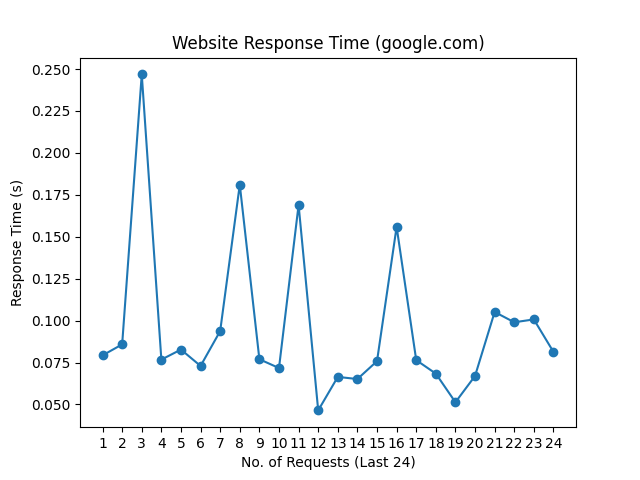 Website Response Time (google.com)
0.250
0.225
0.200
0.175
0.150
0.125
0.100
0.075
0.050
Response Time (s)
1 2 3 4 5 6 7 8 9 10 11 12 13 14 15 16 17 18 19 20 21 22 23 24
No. of Requests (Last 24)